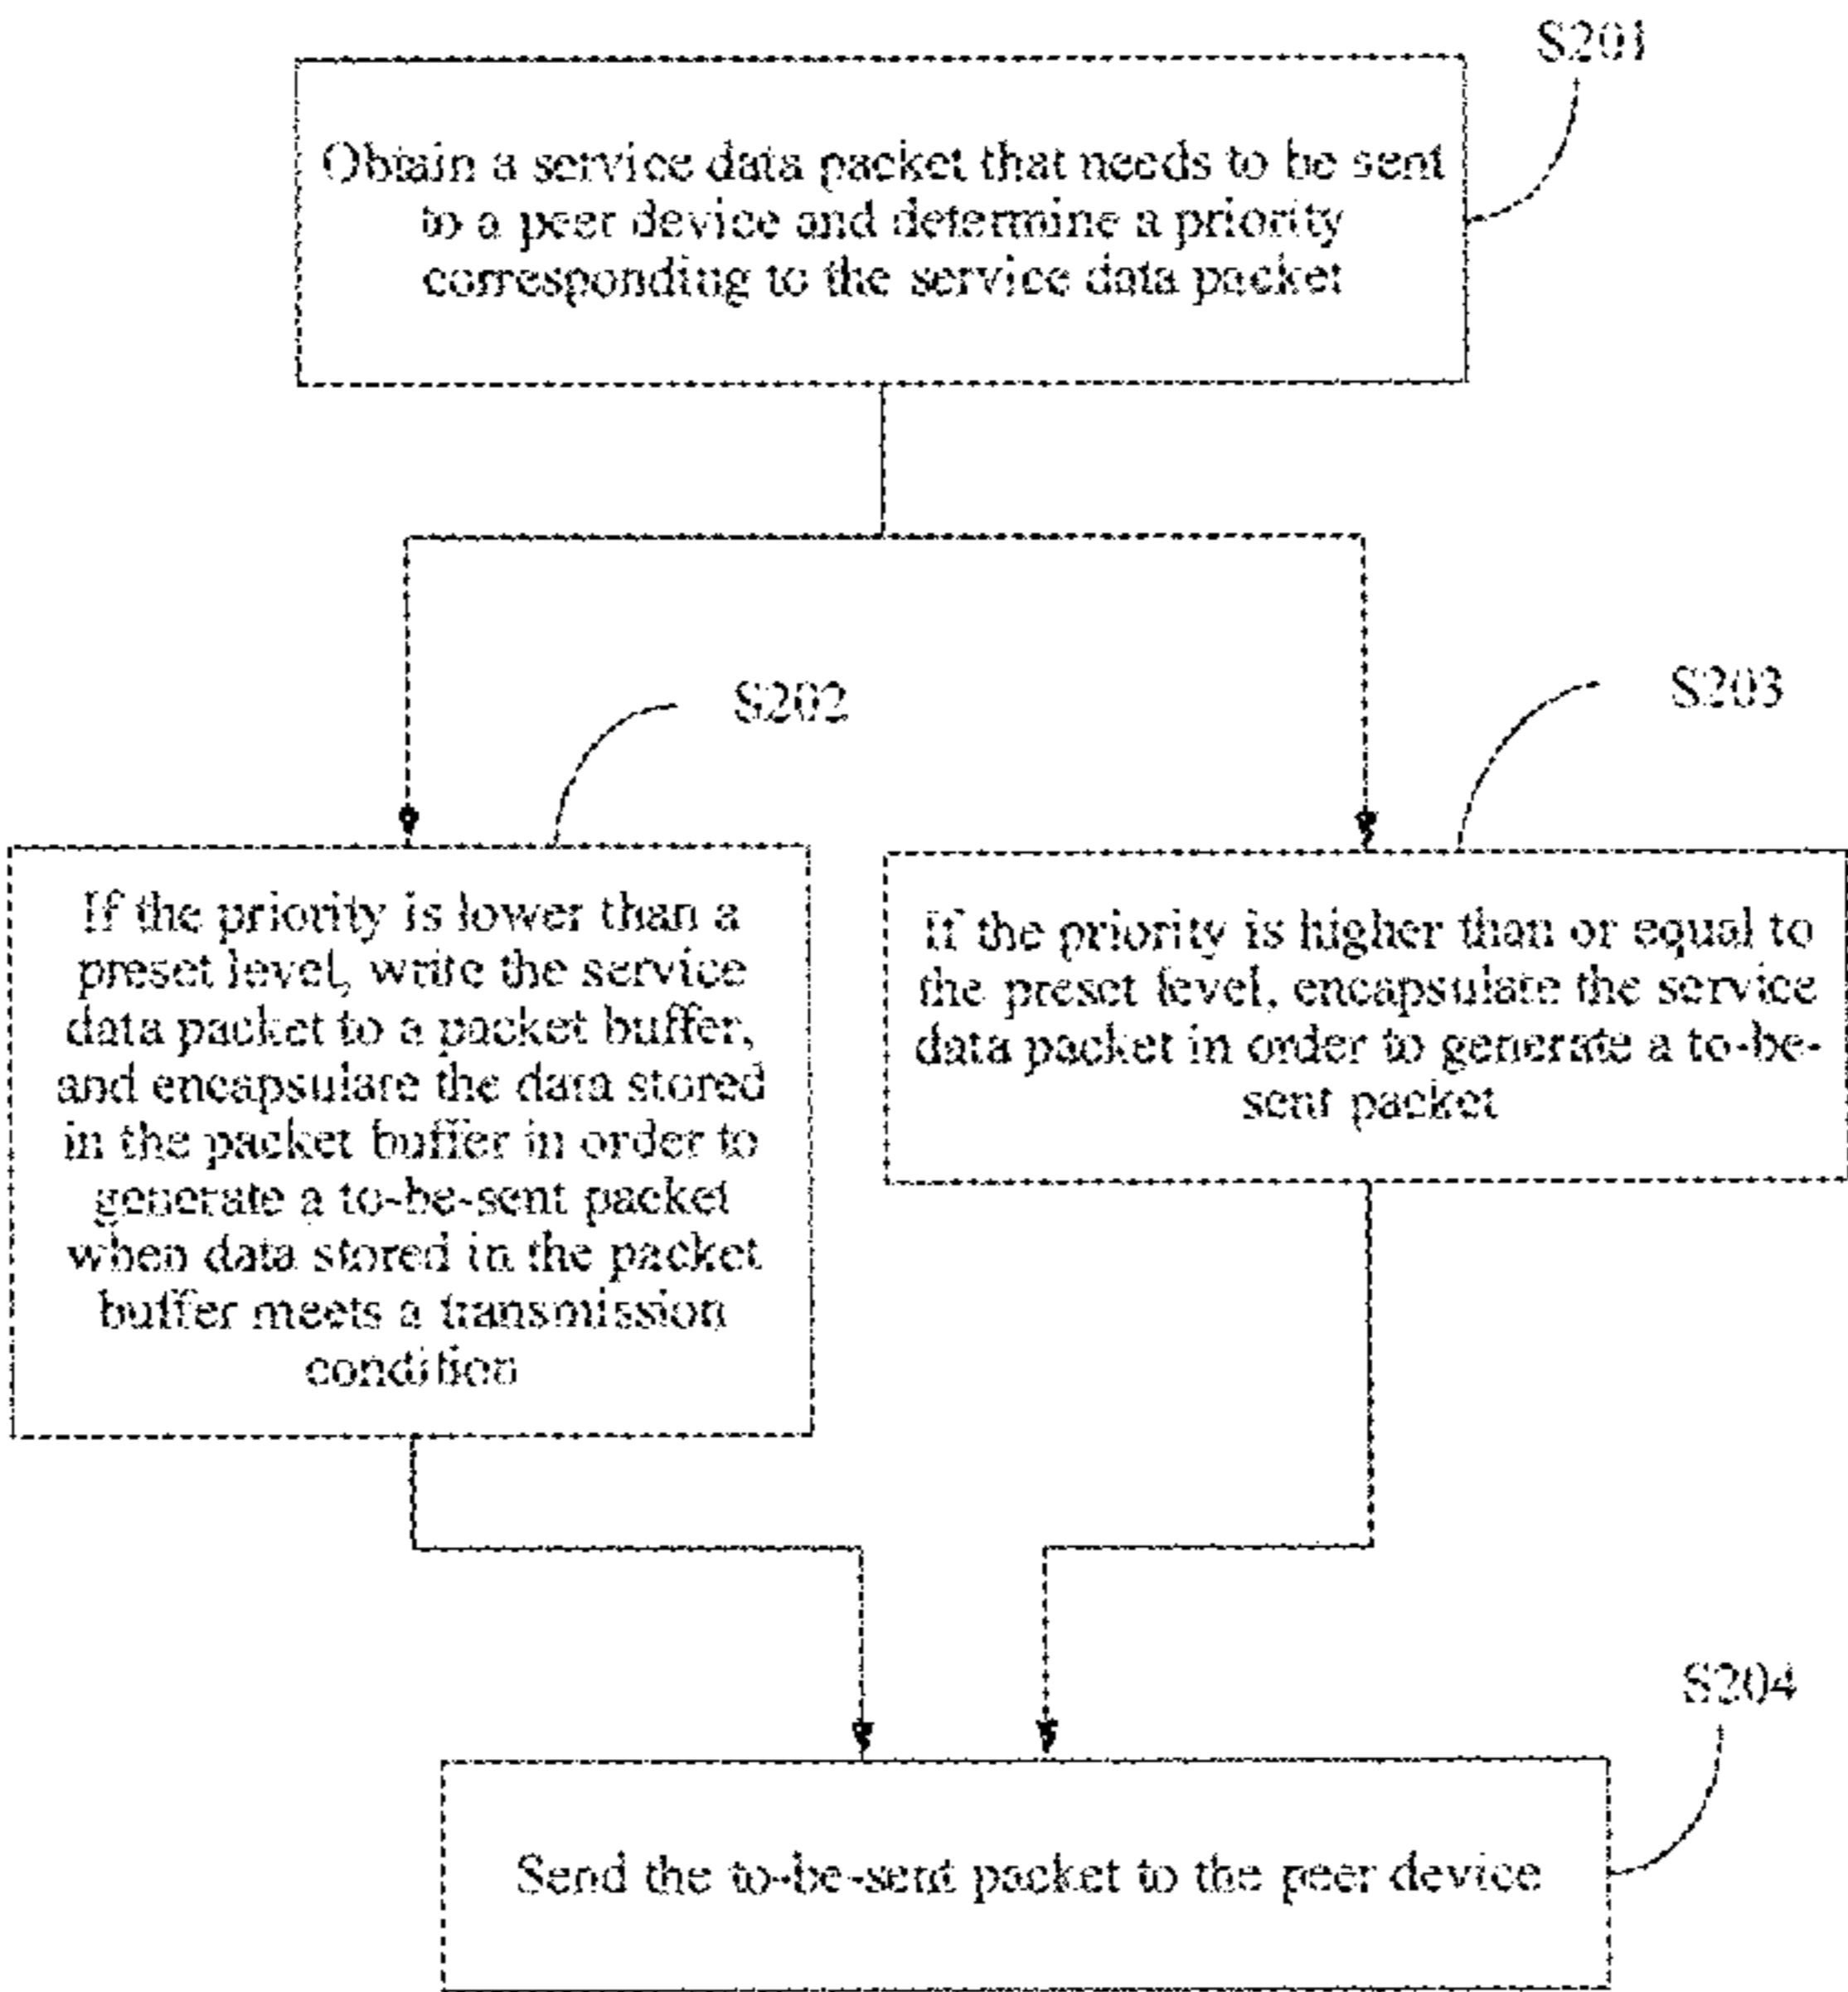 S201
Obtain a service data packet that needs to be sent
to a peer device and determine a priority
corresponding to the service data packet
S202
S203
If the priority is lower than a
preset level, write the service
data packet to a packet buffer,
and encapsulate the data stored
in the packet buffer in order to
generate a to-be-sent packet
when data stored in the packet
buffer meets a transmission
condition
If the priority is higher than or equal to
the preset level, encapsulate the service
data packet in order to generate a to-be-
sent packet
S204
Send the to-be-sent packet to the peer device